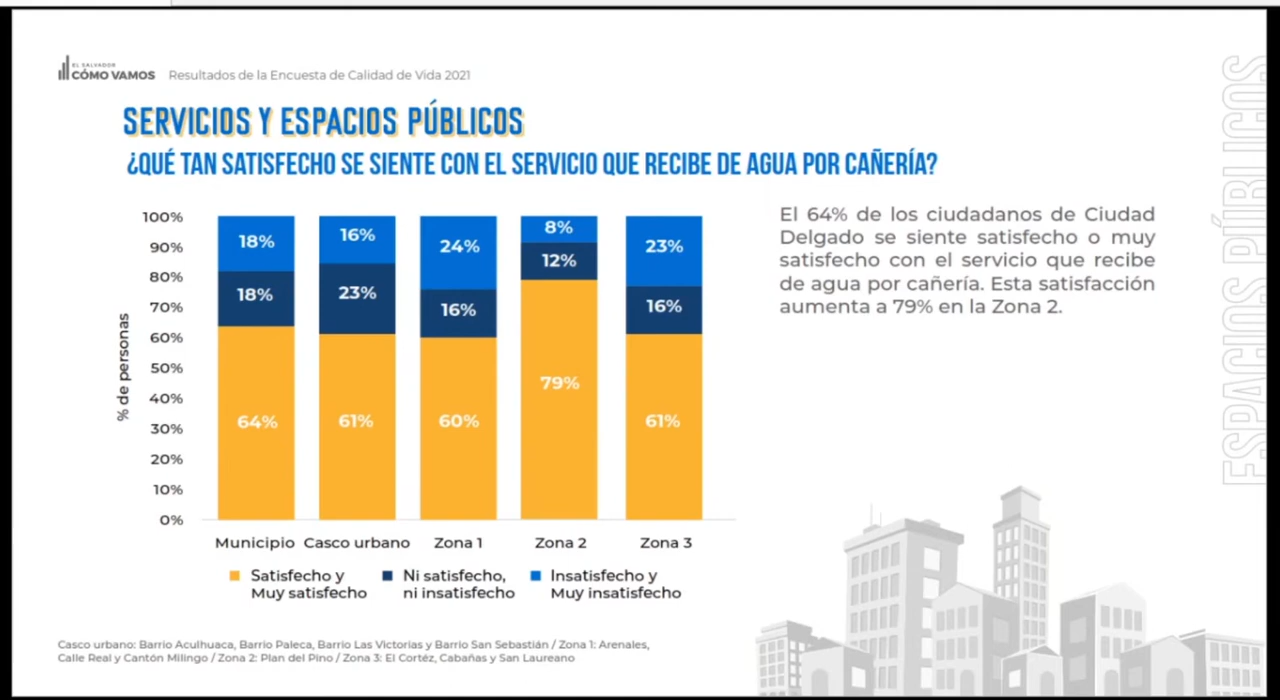 EL SALVADOR
CÓMO VAMOS
Resultados de la Encuesta de Calidad de Vida 2021
SERVICIOS Y ESPACIOS PÚBLICOS
¿QUÉ TAN SATISFECHO SE SIENTE CON EL SERVICIO QUE RECIBE DE AGUA POR CAÑERÍA?
% de personas
100%
90%
80%
70%
60%
50%
40%
30%
20%
10%
0%
18%
18%
64%
16%
23%
61%
24%
16%
60%
8%
12%
79%
23%
16%
61%
Municipio
Casco urbano
Zona 1
Zona 2
Zona 3
Satisfecho y
Muy satisfecho
Ni satisfecho,
ni insatisfecho
Insatisfecho y
Muy insatisfecho
El 64% de los ciudadanos de Ciudad
Delgado se siente satisfecho o muy
satisfecho con el servicio que recibe
de agua por cañería. Esta satisfacción
aumenta a 79% en la Zona 2.
Casco urbano: Barrio Aculhuaca, Barrio Paleca, Barrio Las Victorias y Barrio San Sebastián / Zona 1: Arenales,
Calle Real y Cantón Milingo / Zona 2: Plan del Pino / Zona 3: El Cortéz, Cabañas y San Laureano
ESPACIOS PÚBLICOS